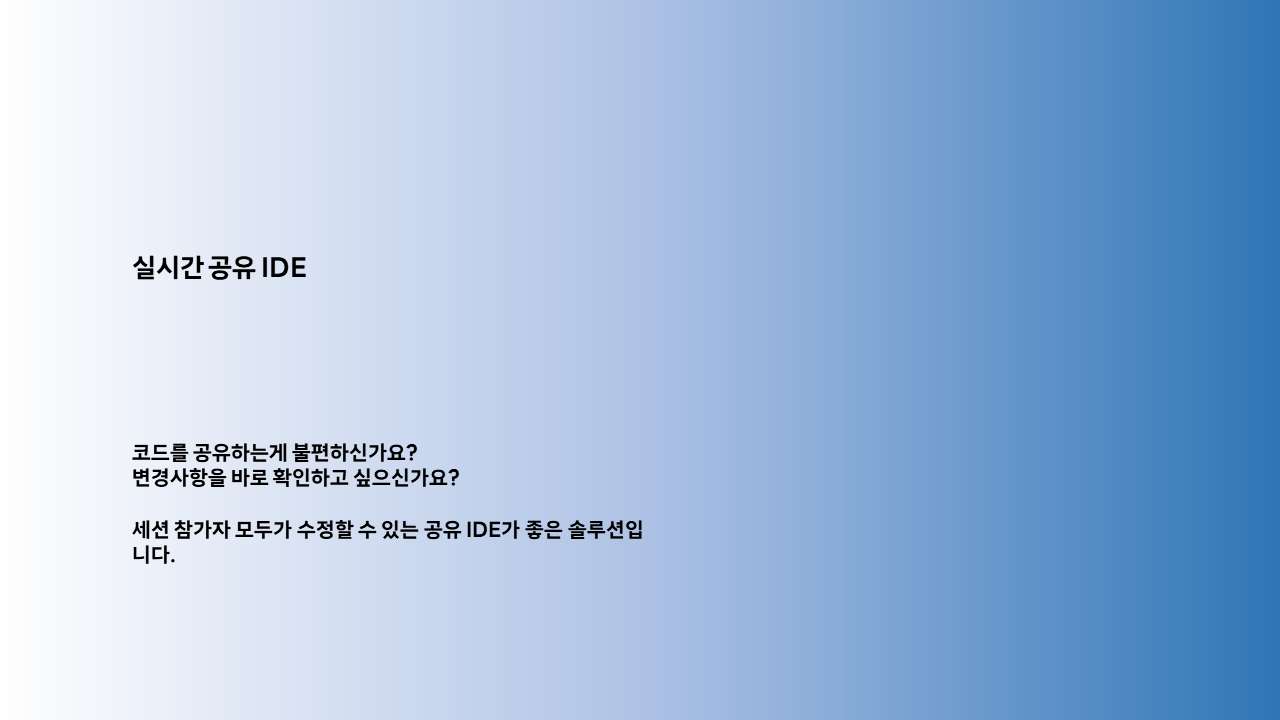 실시간 공유 IDE
코드를 공유하는게 불편하신가요?
변경사항을 바로 확인하고 싶으신가요?
세션 참가자 모두가 수정할 수 있는 공유 IDE가 좋은 솔루션입
니다.